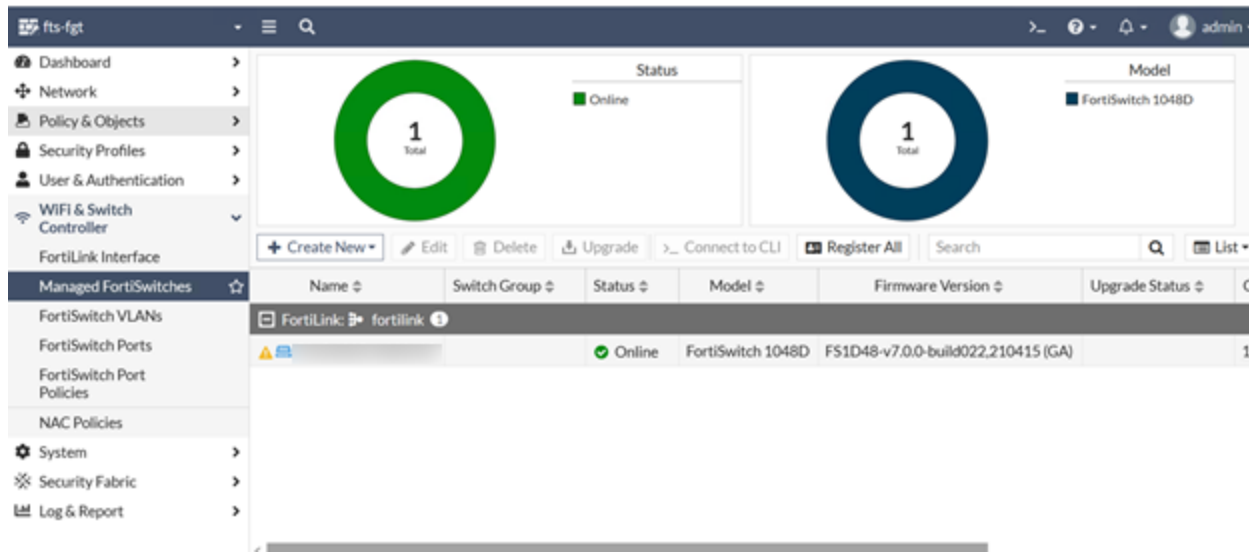 fts-fgt
>_
admin
Dashboard
Network
Policy & Objects
Security Profiles
User & Authentication
WiFi & Switch
Controller
FortiLink Interface
Managed FortiSwitches
FortiSwitch VLANs
FortiSwitch Ports
FortiSwitch Port
Policies
NAC Policies
System
Security Fabric
Log & Report
1
Total
Status
Online
1
Total
Model
FortiSwitch 1048D
Create New Edit Delete Upgrade >_ Connect to CLI Register All Search List
Name Switch Group Status Model Firmware Version Upgrade Status
FortiLink: fortilink 1
Online FortiSwitch 1048D FS1D48-v7.0.0-build022,210415 (GA) 1